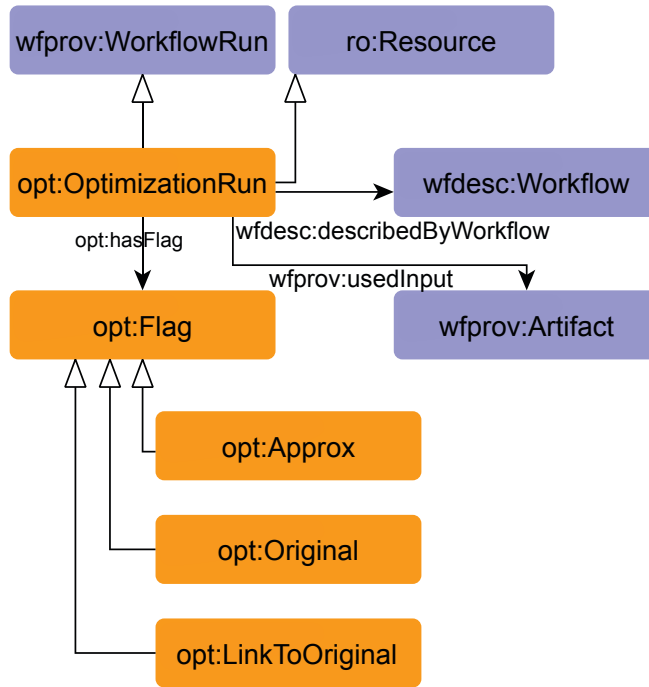 wfprov:WorkflowRun
ro:Resource
opt:OptimizationRun
wfdesc:Workflow
opt:hasFlag
wfdesc:describedByWorkflow
wfprov:usedInput
opt:Flag
wfprov:Artifact
opt:Approx
opt:Original
opt:LinkToOriginal